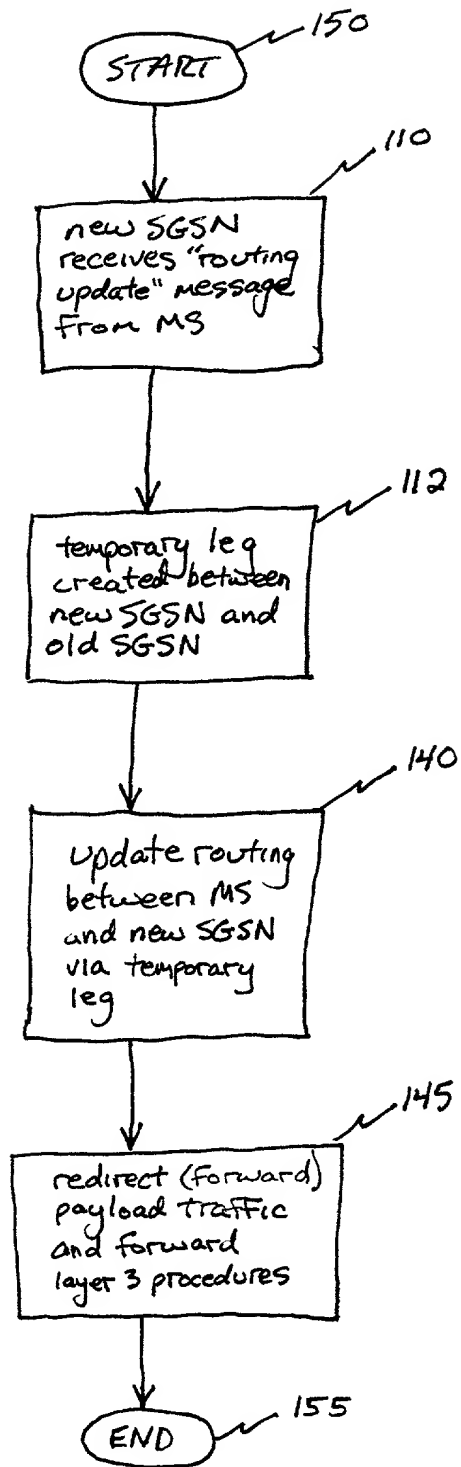 150
START
110
new SGSN
receives "routing
update" message
from MS
112
temporary leg
created between
new SGSN and
old SGSN
140
update routing
between MS
and new SGSN
via temporary
leg
145
redirect (forward)
payload traffic
and forward
layer 3 procedures
155
END